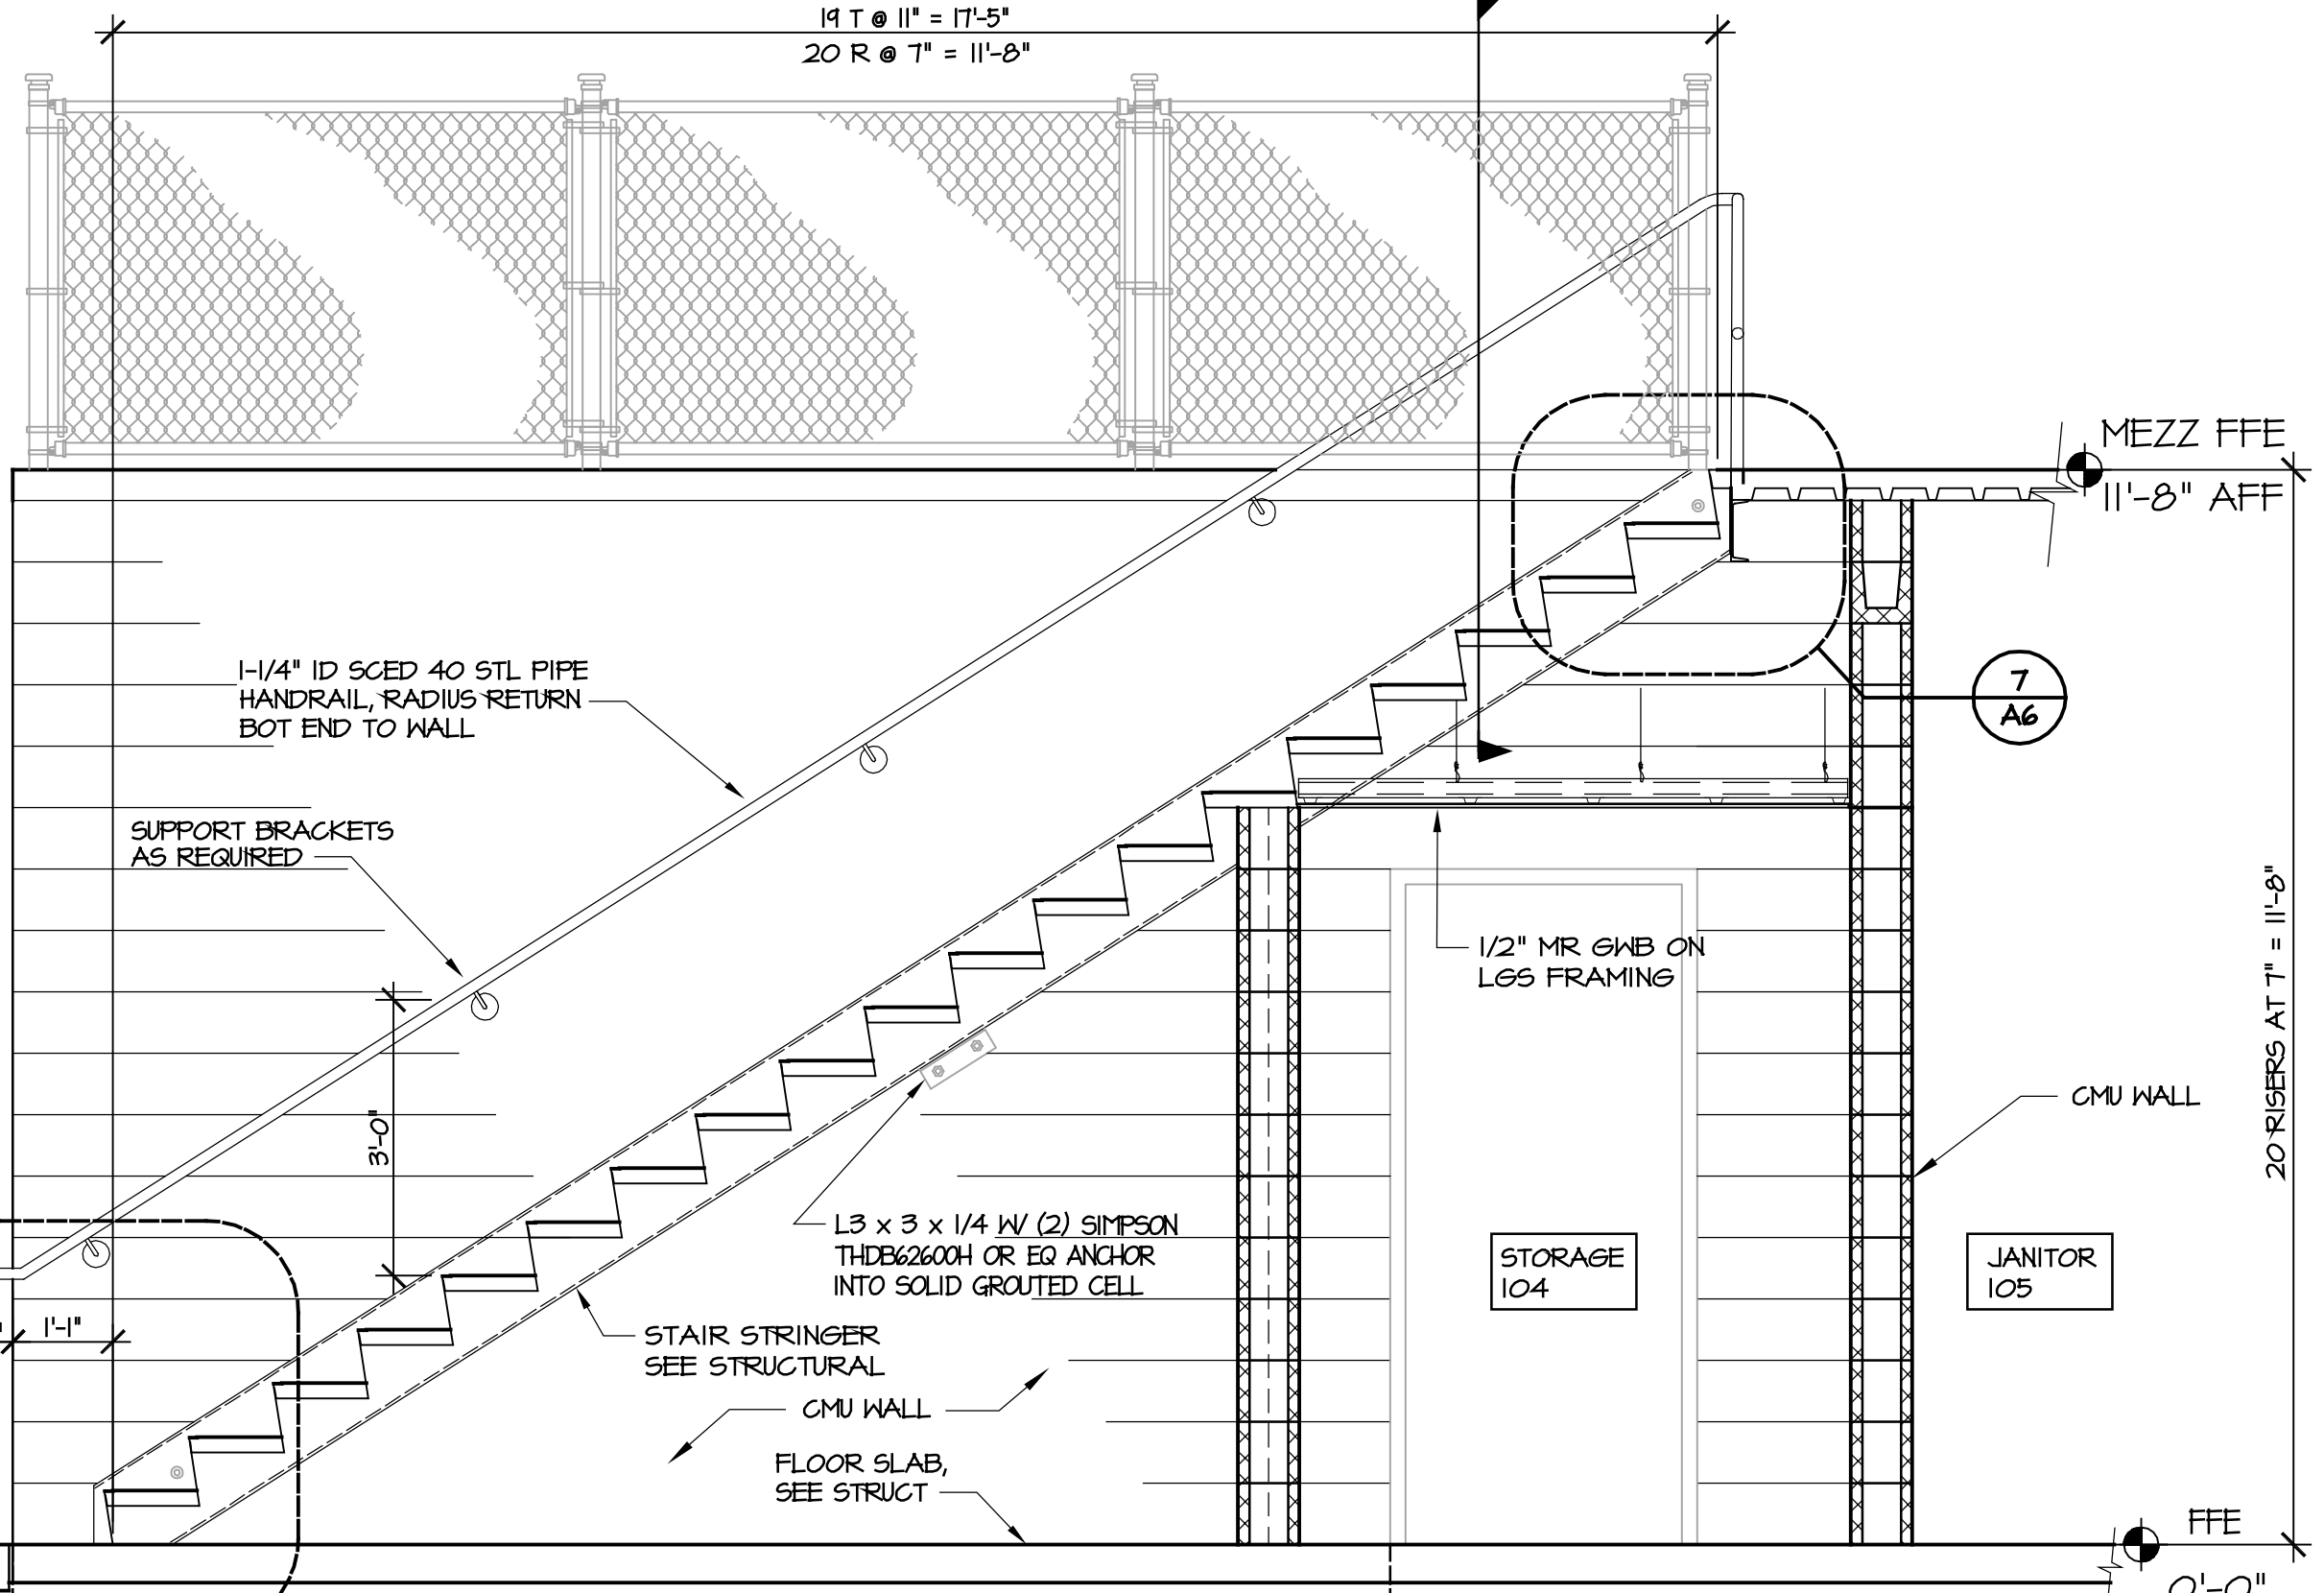 19 T @ 11" = 17'-5"
20 R @ 7" = 11'-8"
MEZZ FFE
11'-8" AFF
1-1/4" ID SCED 40 STL PIPE
HANDRAIL, RADIUS RETURN
BOT END TO WALL
7
A6
SUPPORT BRACKETS
AS REQUIRED
1/2" MR GWB ON
LGS FRAMING
20 RISERS AT 7" = 11'-8"
CMU WALL
3'-0"
L3 x 3 x 1/4 W/ (2) SIMPSON
THDB62600H OR EQ ANCHOR
INTO SOLID GROUTED CELL
STORAGE
104
JANITOR
105
1'-1"
STAIR STRINGER
SEE STRUCTURAL
CMU WALL
FLOOR SLAB,
SEE STRUCT
FFE
0'-0"